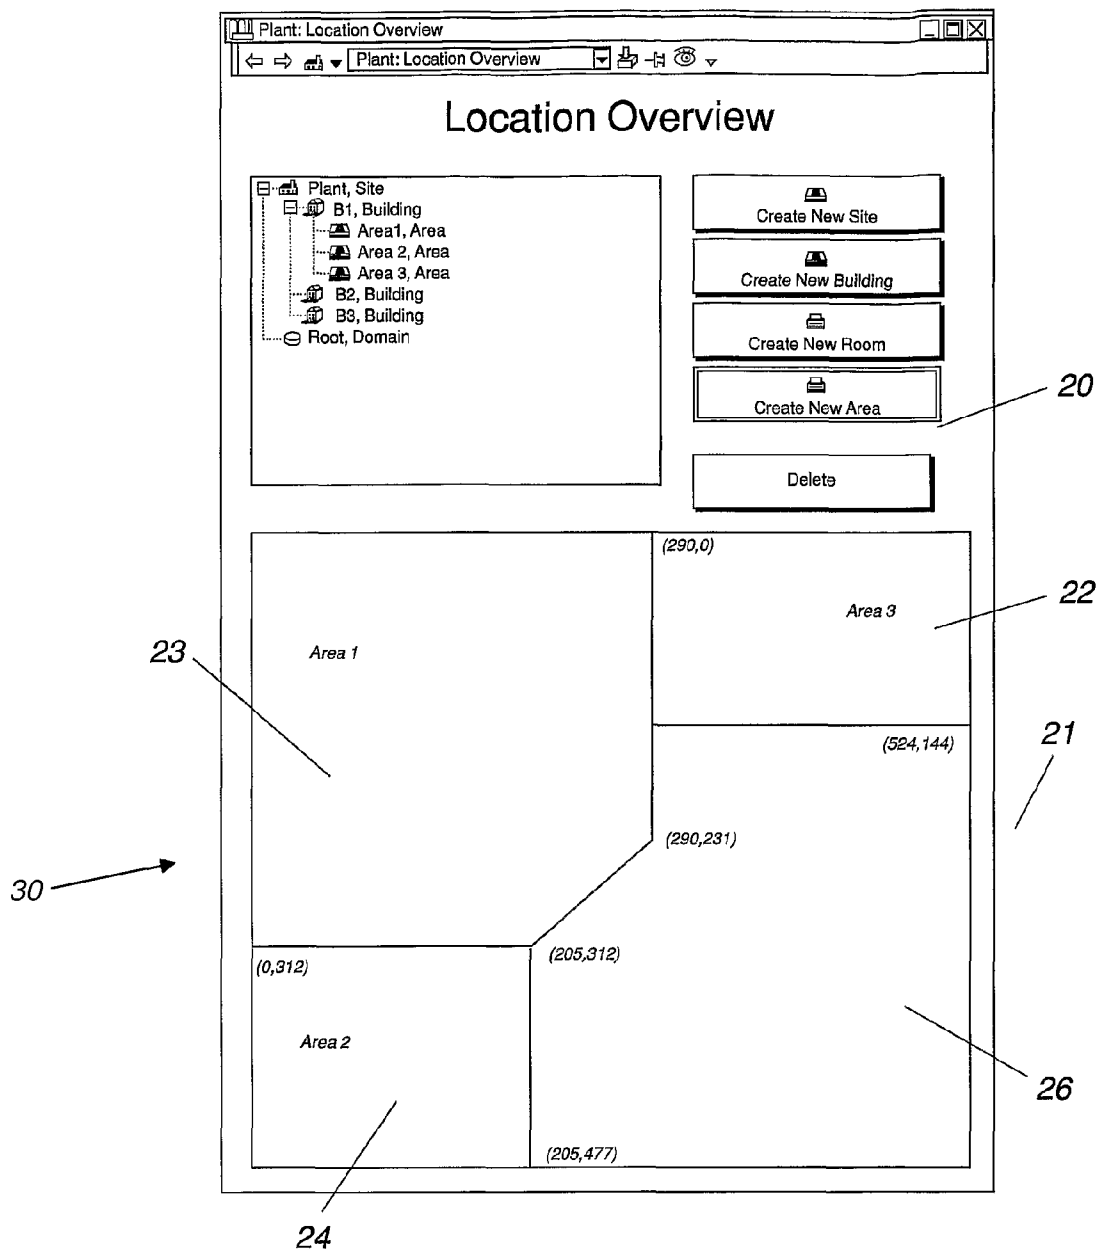 Plant: Location Overview
Plant: Location Overview
Location Overview
Plant, Site
B1, Building
Area1, Area
Area 2, Area
Area 3, Area
B2, Building
B3, Building
Root, Domain
Create New Site
Create New Building
Create New Room
Create New Area
Delete
20
(290,0)
Area 3
22
Area 1
23
(524,144)
21
(290,231)
30
(205,312)
(0,312)
Area 2
26
(205,477)
24